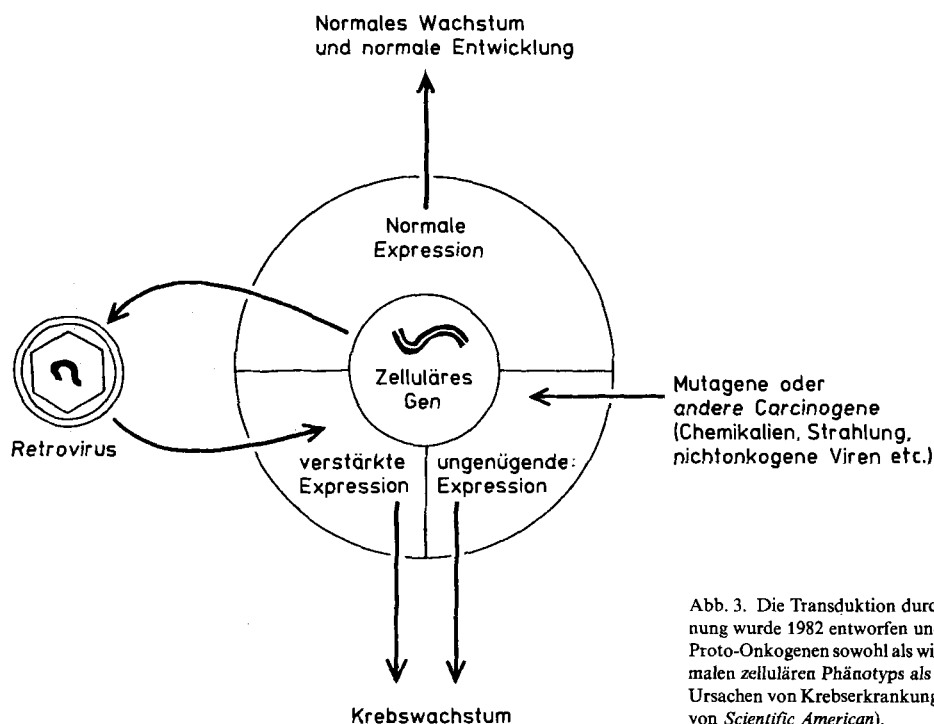 Normales Wachstum
und normale Entwicklung
Normale
Expression
Zelluläres
Gen
Retrovirus
Mutagene oder
andere Carcinogene
(Chemikalien, Strahlung,
nichtonkogene Viren etc.)
verstärkte
Expression
ungenügende:
Expression
Krebswachstum
Abb. 3. Die Transduktion durc
nung wurde 1982 entworfen un
Proto-Onkogenen sowohl als wi
malen zellulären Phänotyps als
Ursachen von Krebserkrankung
von Scientific American).